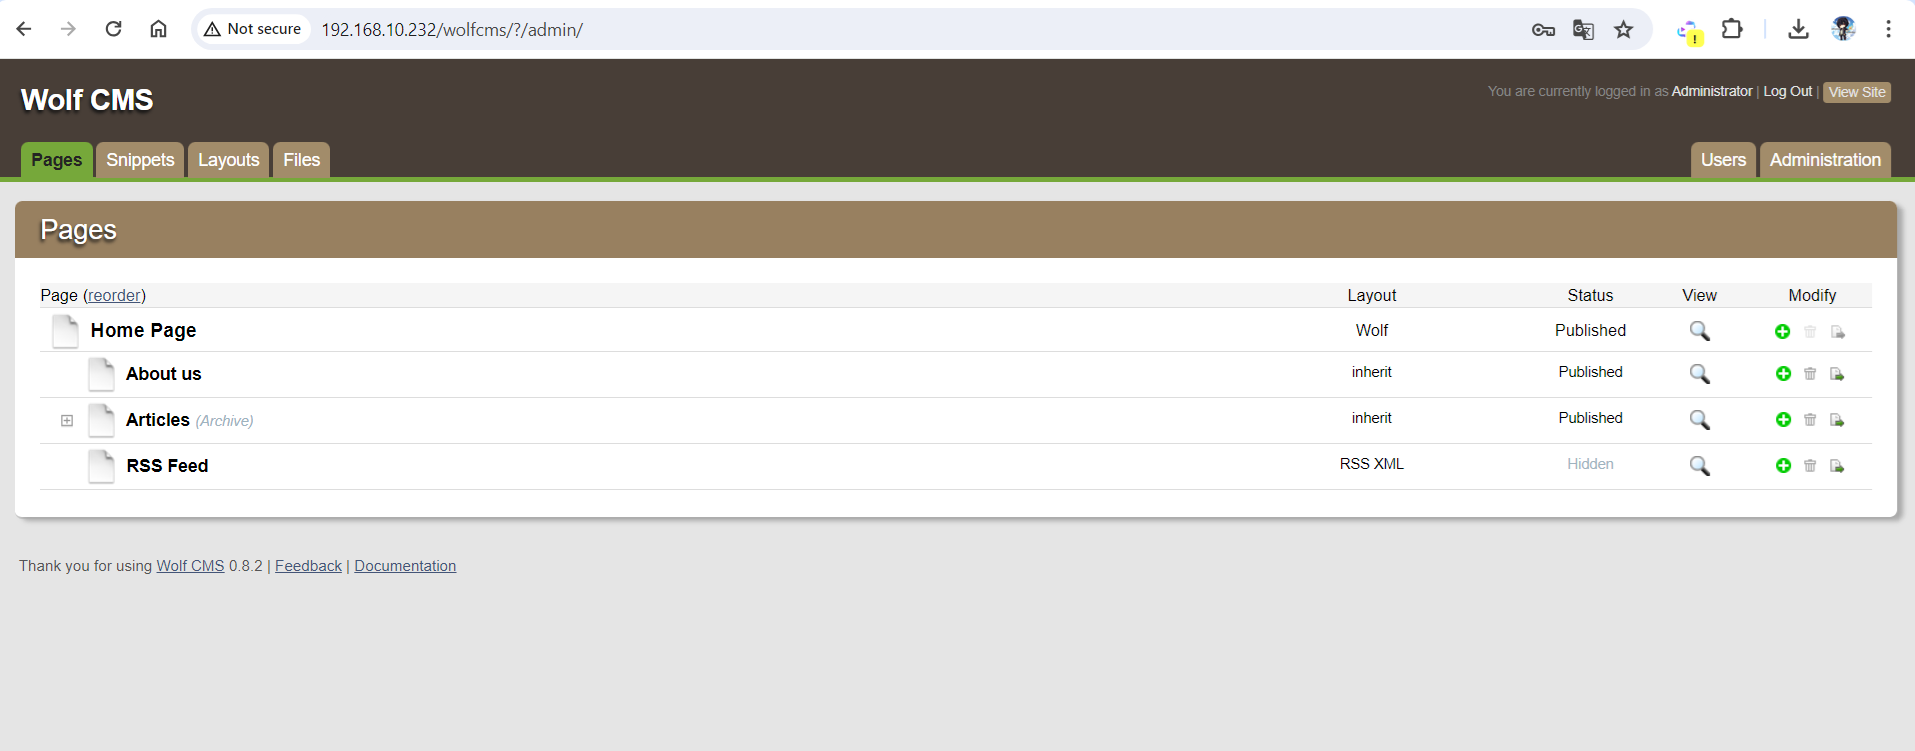 Not secure 192.168.10.232/wolfcms/?/admin/
Wolf CMS
You are currently logged in as Administrator | Log Out | View Site
Pages Snippets Layouts Files Users Administration
Pages
Page (reorder) Layout Status View Modify
Home Page Wolf Published
About us inherit Published
Articles (Archive) inherit Published
RSS Feed RSS XML Hidden
Thank you for using Wolf CMS 0.8.2 | Feedback | Documentation